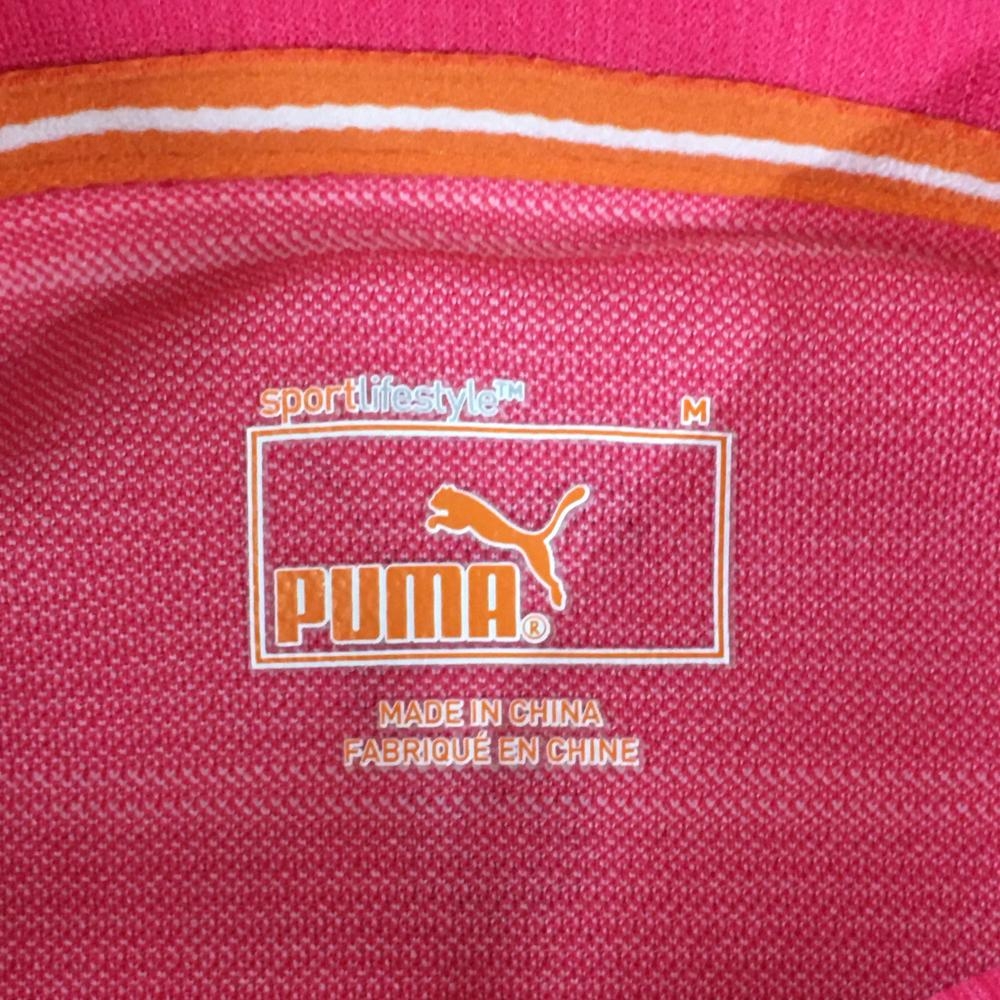 sportlifestyle™ M
PUMA®
MADE IN CHINA
FABRIQUÉ EN CHINE